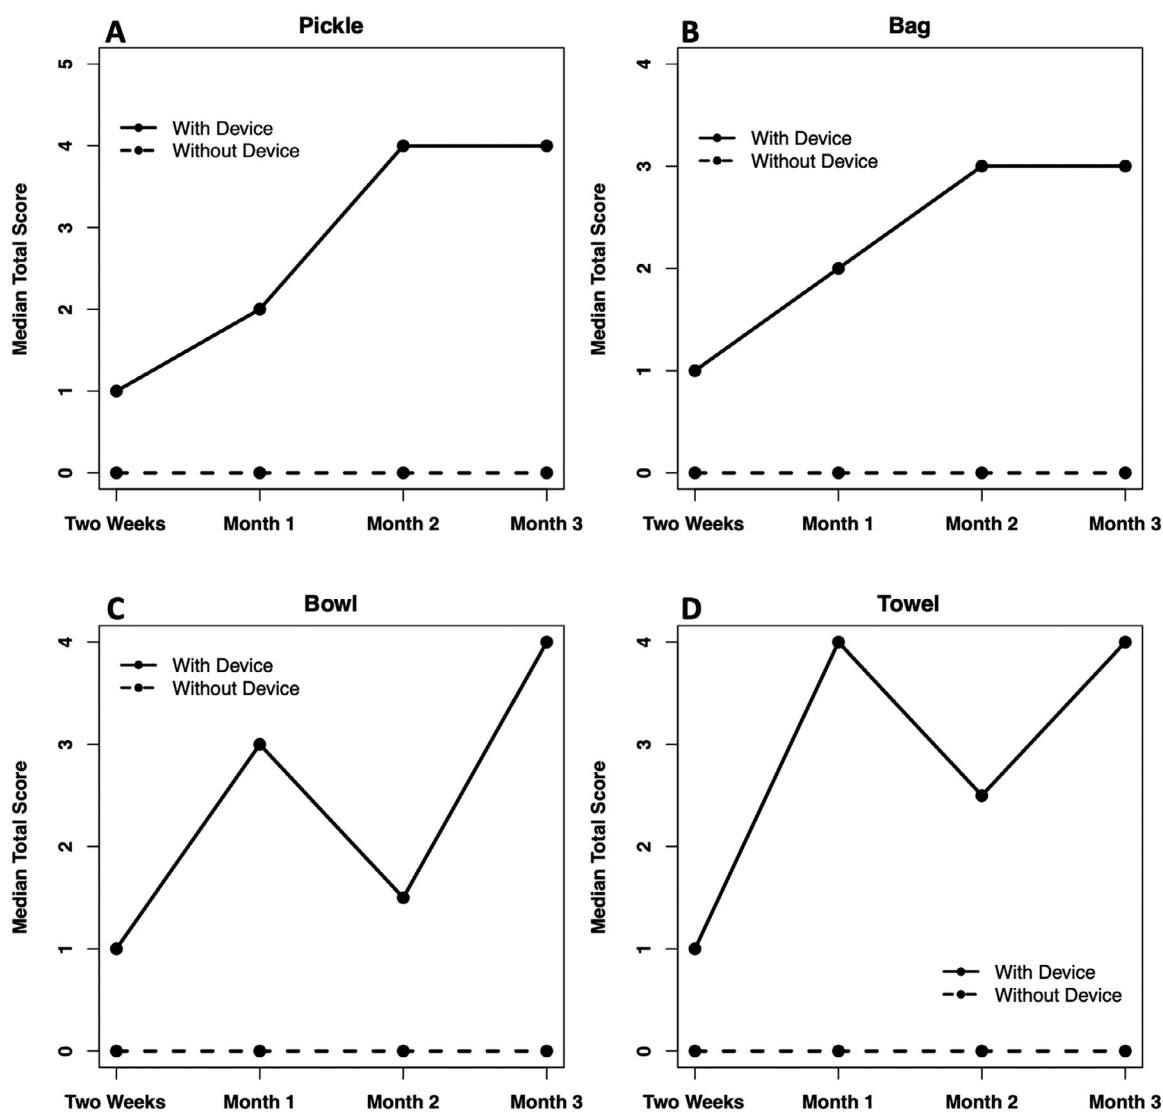 A
Pickle
5
4
3
2
1
0
Median Total Score
With Device
Without Device
Two Weeks Month 1 Month 2 Month 3
B
Bag
4
3
2
1
0
Median Total Score
With Device
Without Device
Two Weeks Month 1 Month 2 Month 3
C
Bowl
4
3
2
1
0
Median Total Score
With Device
Without Device
Two Weeks Month 1 Month 2 Month 3
D
Towel
4
3
2
1
0
Median Total Score
With Device
Without Device
Two Weeks Month 1 Month 2 Month 3